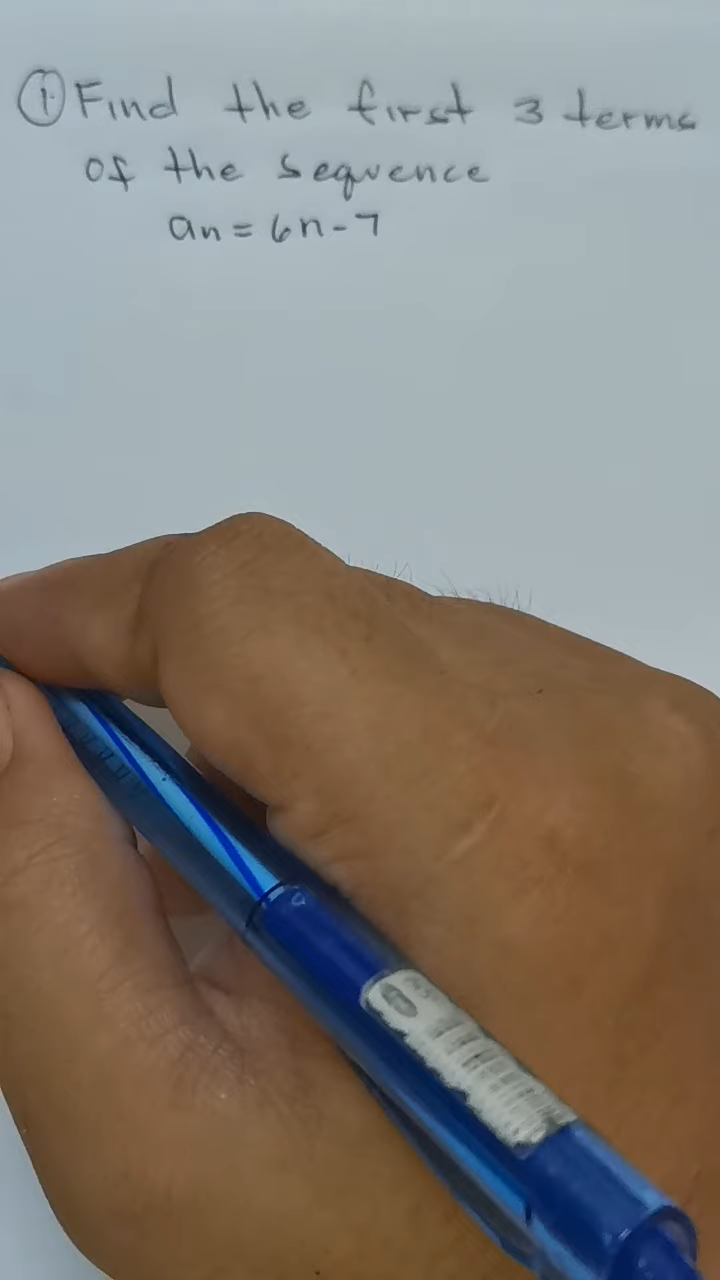 ① Find the first 3 terms
of the sequence
an = 6n - 7